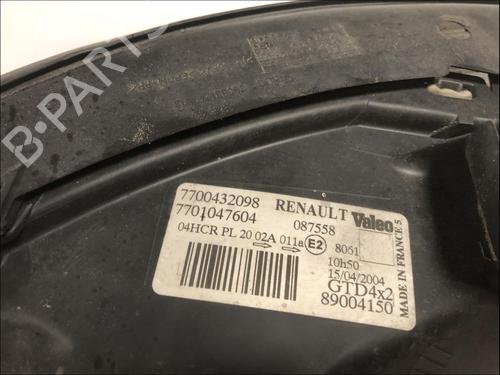 B-PARTS
7700432098 RENAULT Valeo
7701047604 087558
04HCR PL 20 02A 011a E2 8061
10h50
15/04/2004
GTD4x2
89004150
MADE IN FRANCE 5